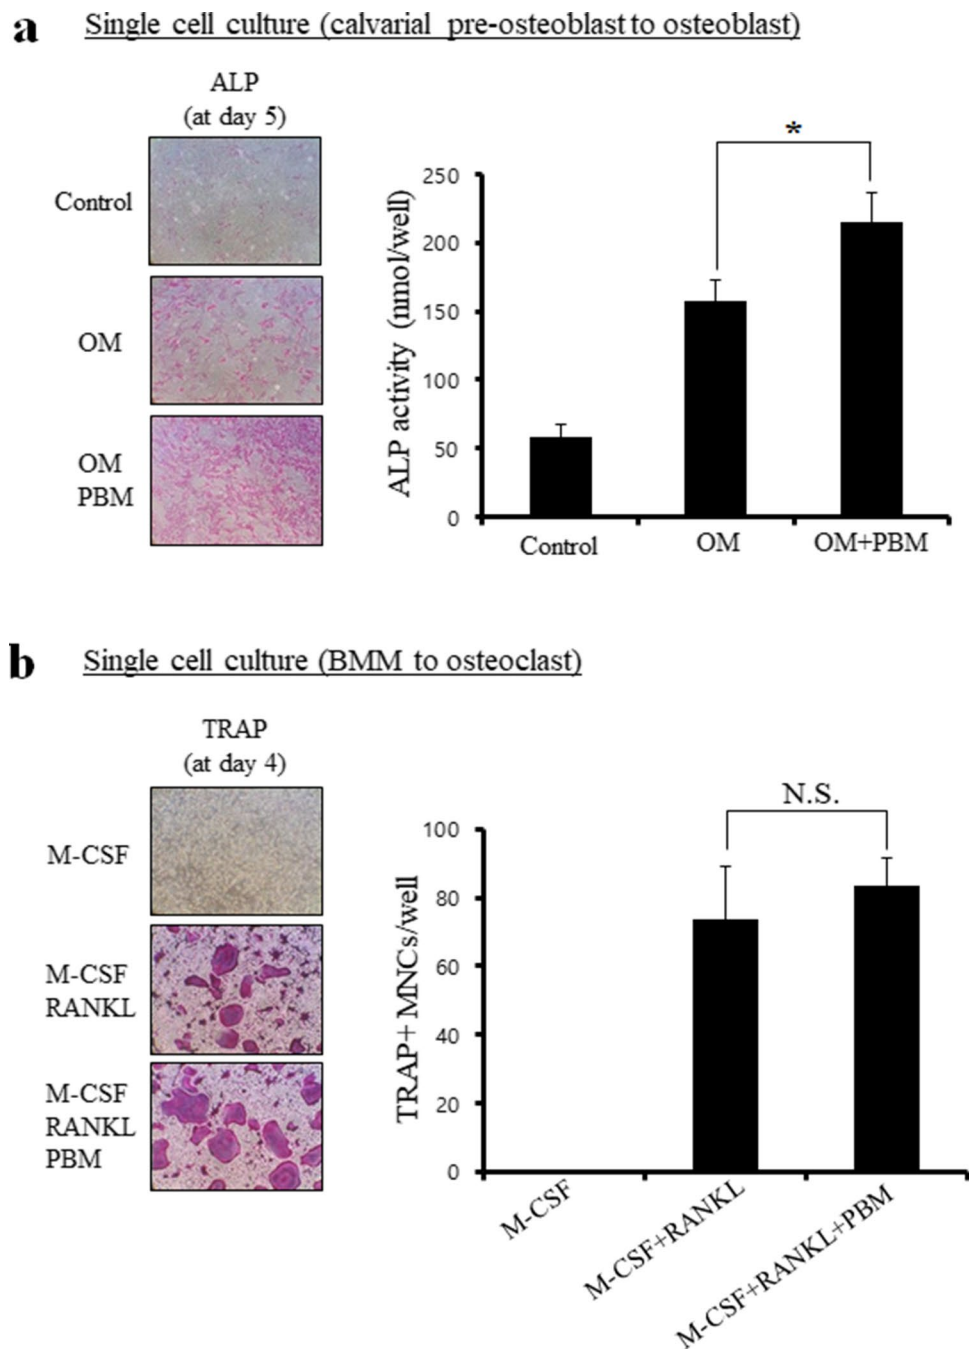 a Single cell culture (calvarial pre-osteoblast to osteoblast)
ALP
(at day 5)
Control
OM
OM
PBM
ALP activity (nmol/well)
250
200
150
100
50
0
*
Control OM OM+PBM
b Single cell culture (BMM to osteoclast)
TRAP
(at day 4)
M-CSF
M-CSF
RANKL
M-CSF
RANKL
PBM
TRAP+ MNCs/well
100
80
60
40
20
0
N.S.
M-CSF
M-CSF+RANKL
M-CSF+RANKL+PBM